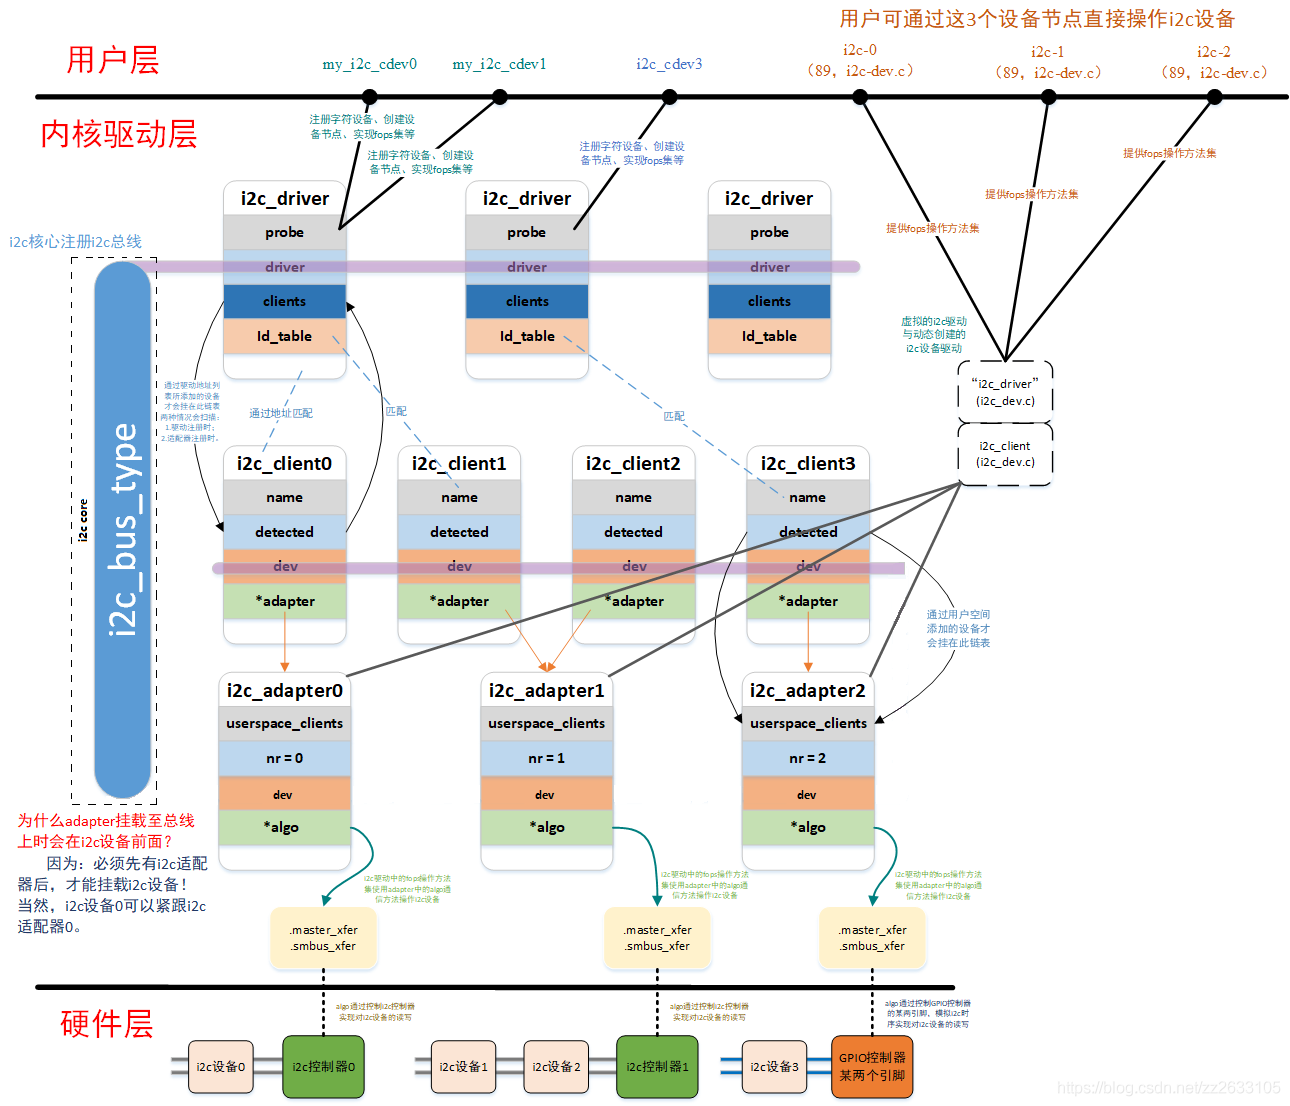 用户可通过这3个设备节点直接操作i2c设备
用户层
my_i2c_cdev0
my_i2c_cdev1
i2c_cdev3
i2c-0
（89，i2c-dev.c）
i2c-1
（89，i2c-dev.c）
i2c-2
（89，i2c-dev.c）
内核驱动层
注册字符设备、创建设
备节点、实现fops集等
注册字符设备、创建设
备节点、实现fops集等
注册字符设备、创建设
备节点、实现fops集等
提供fops操作方法集
提供fops操作方法集
提供fops操作方法集
i2c_driver
probe
driver
clients
Id_table
i2c_driver
probe
driver
clients
Id_table
i2c_driver
probe
driver
clients
Id_table
i2c核心注册i2c总线
i2c core
i2c_bus_type
虚拟的i2c驱动
与动态创建的
i2c设备驱动
“i2c_driver”
(i2c_dev.c)
i2c_client
(i2c_dev.c)
通过驱动地址列
表所添加的设备
才会挂在此链表
两种情况会扫描：
1.驱动注册时；
2.适配器注册时。
通过地址匹配
匹配
匹配
i2c_client0
name
detected
dev
*adapter
i2c_client1
name
detected
dev
*adapter
i2c_client2
name
detected
dev
*adapter
i2c_client3
name
detected
dev
*adapter
通过用户空间
添加的设备才
会挂在此链表
i2c_adapter0
userspace_clients
nr = 0
dev
*algo
i2c_adapter1
userspace_clients
nr = 1
dev
*algo
i2c_adapter2
userspace_clients
nr = 2
dev
*algo
为什么adapter挂载至总线
上时会在i2c设备前面？
因为：必须先有i2c适配
器后，才能挂载i2c设备！
当然，i2c设备0可以紧跟i2c
适配器0。
i2c驱动中的fops操作方法
集使用adapter中的algo通
信方法操作i2c设备
i2c驱动中的fops操作方法
集使用adapter中的algo通
信方法操作i2c设备
i2c驱动中的fops操作方法
集使用adapter中的algo通
信方法操作i2c设备
.master_xfer
.smbus_xfer
.master_xfer
.smbus_xfer
.master_xfer
.smbus_xfer
硬件层
algo通过控制i2c控制器
实现对i2c设备的读写
algo通过控制i2c控制器
实现对i2c设备的读写
algo通过控制GPIO控制器
的某两引脚，模拟i2c时
序实现对i2c设备的读写
i2c设备0
i2c控制器0
i2c设备1
i2c设备2
i2c控制器1
i2c设备3
GPIO控制器
某两个引脚
https://blog.csdn.net/zz2633105